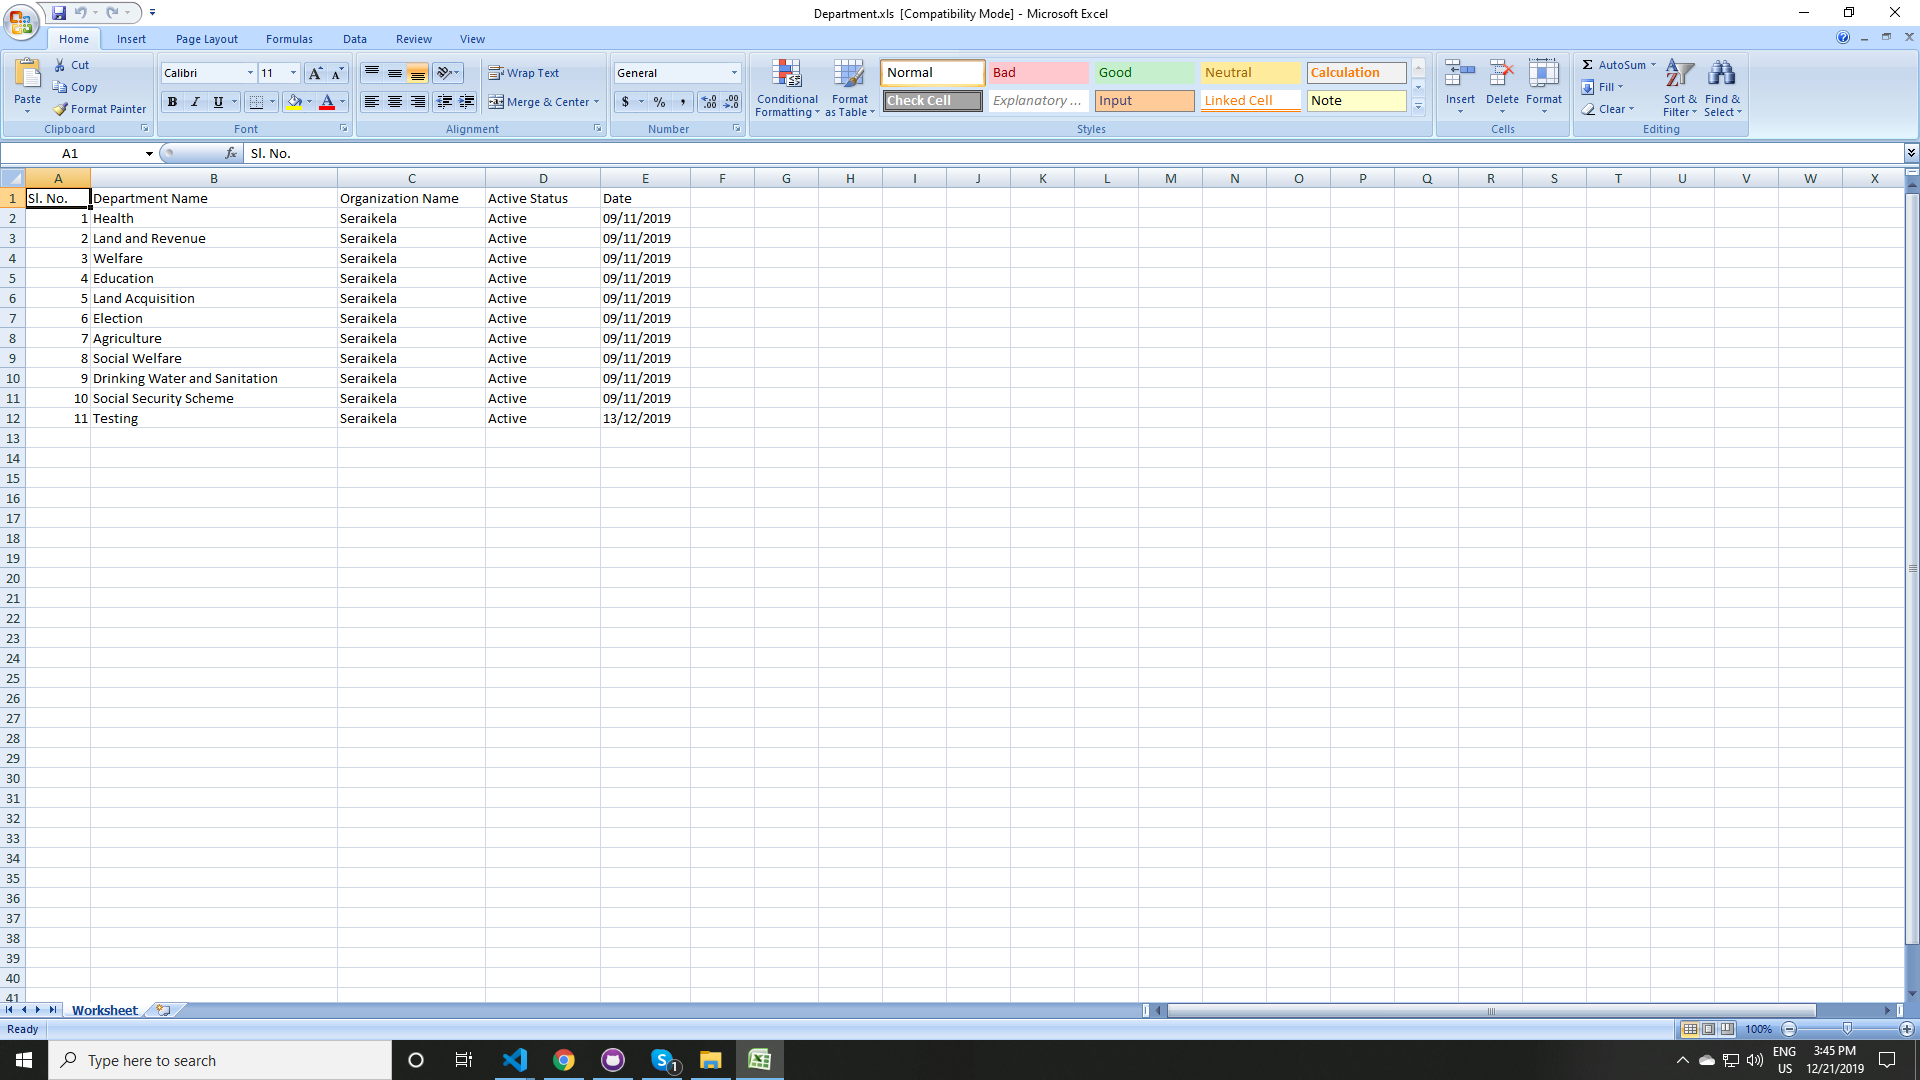 Department.xls [Compatibility Mode] - Microsoft Excel
Home Insert Page Layout Formulas Data Review View
Paste
Cut
Copy
Format Painter
Clipboard
Calibri 11
B I U
A
Font
Wrap Text
Merge & Center
Alignment
General
$ % ,
Number
Conditional Formatting
Format as Table
Normal Bad Good Neutral Calculation
Check Cell Explanatory ... Input Linked Cell Note
Styles
Insert Delete Format
Cells
Σ AutoSum
Fill
Clear
Sort & Filter
Find & Select
Editing
A1 fx Sl. No.
A B C D E F G H I J K L M N O P Q R S T U V W X
1 Sl. No. Department Name Organization Name Active Status Date
2 1 Health Seraikela Active 09/11/2019
3 2 Land and Revenue Seraikela Active 09/11/2019
4 3 Welfare Seraikela Active 09/11/2019
5 4 Education Seraikela Active 09/11/2019
6 5 Land Acquisition Seraikela Active 09/11/2019
7 6 Election Seraikela Active 09/11/2019
8 7 Agriculture Seraikela Active 09/11/2019
9 8 Social Welfare Seraikela Active 09/11/2019
10 9 Drinking Water and Sanitation Seraikela Active 09/11/2019
11 10 Social Security Scheme Seraikela Active 09/11/2019
12 11 Testing Seraikela Active 13/12/2019
13
14
15
16
17
18
19
20
21
22
23
24
25
26
27
28
29
30
31
32
33
34
35
36
37
38
39
40
41
Worksheet
Ready
100%
Type here to search
1
ENG
US
3:45 PM
12/21/2019